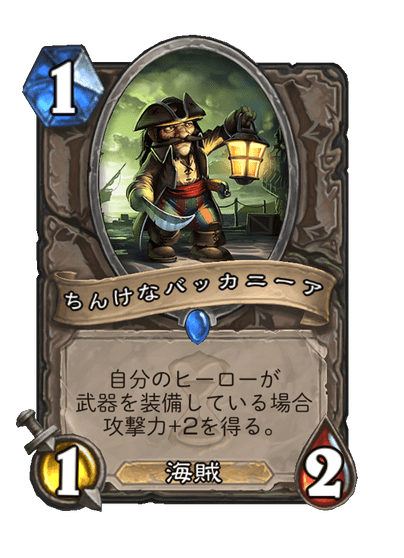 1
ちんけなバッカニーア
自分のヒーローが
武器を装備している場合
攻撃力+2を得る。
1
海賊
2